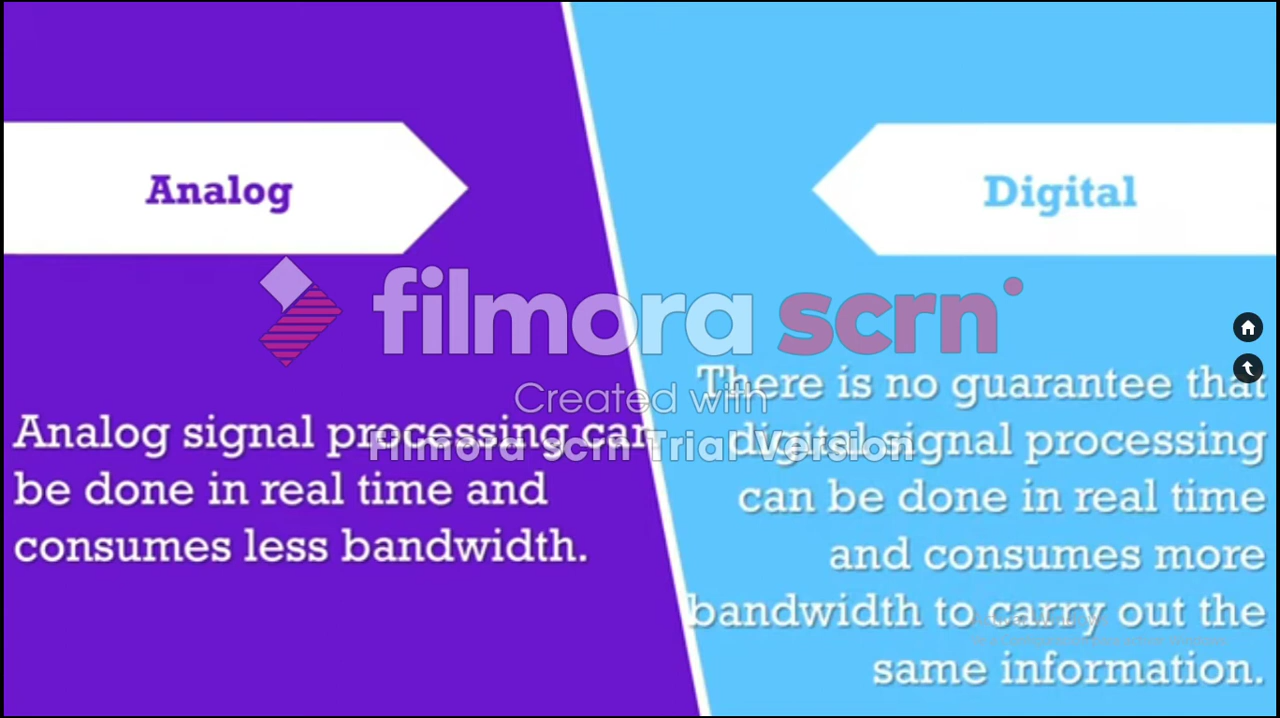 Analog
Digital
filmora scrn
Created with
Filmora scrn Trial Version
Analog signal processing can
be done in real time and
consumes less bandwidth.
There is no guarantee that
digital signal processing
can be done in real time
and consumes more
bandwidth to carry out the
same information.